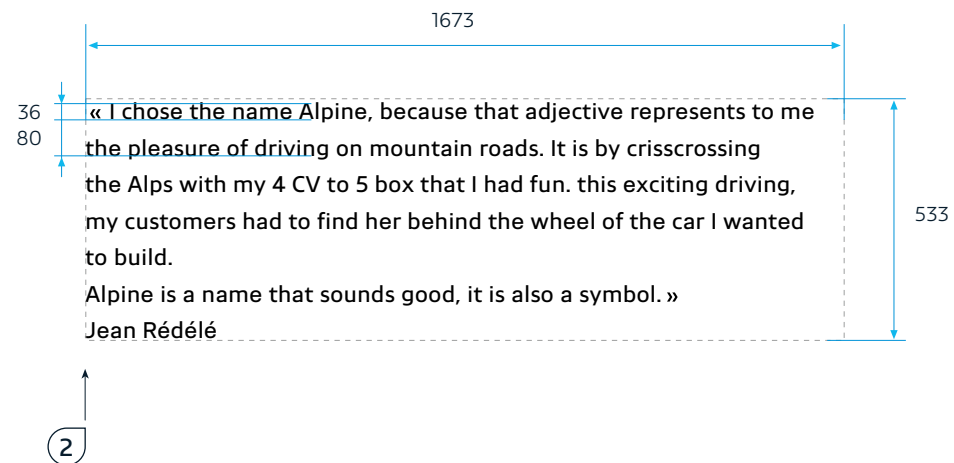 1673
36
80
« I chose the name Alpine, because that adjective represents to me
the pleasure of driving on mountain roads. It is by crisscrossing
the Alps with my 4 CV to 5 box that I had fun. this exciting driving,
my customers had to find her behind the wheel of the car I wanted
to build.
Alpine is a name that sounds good, it is also a symbol. »
Jean Rédélé
533
2